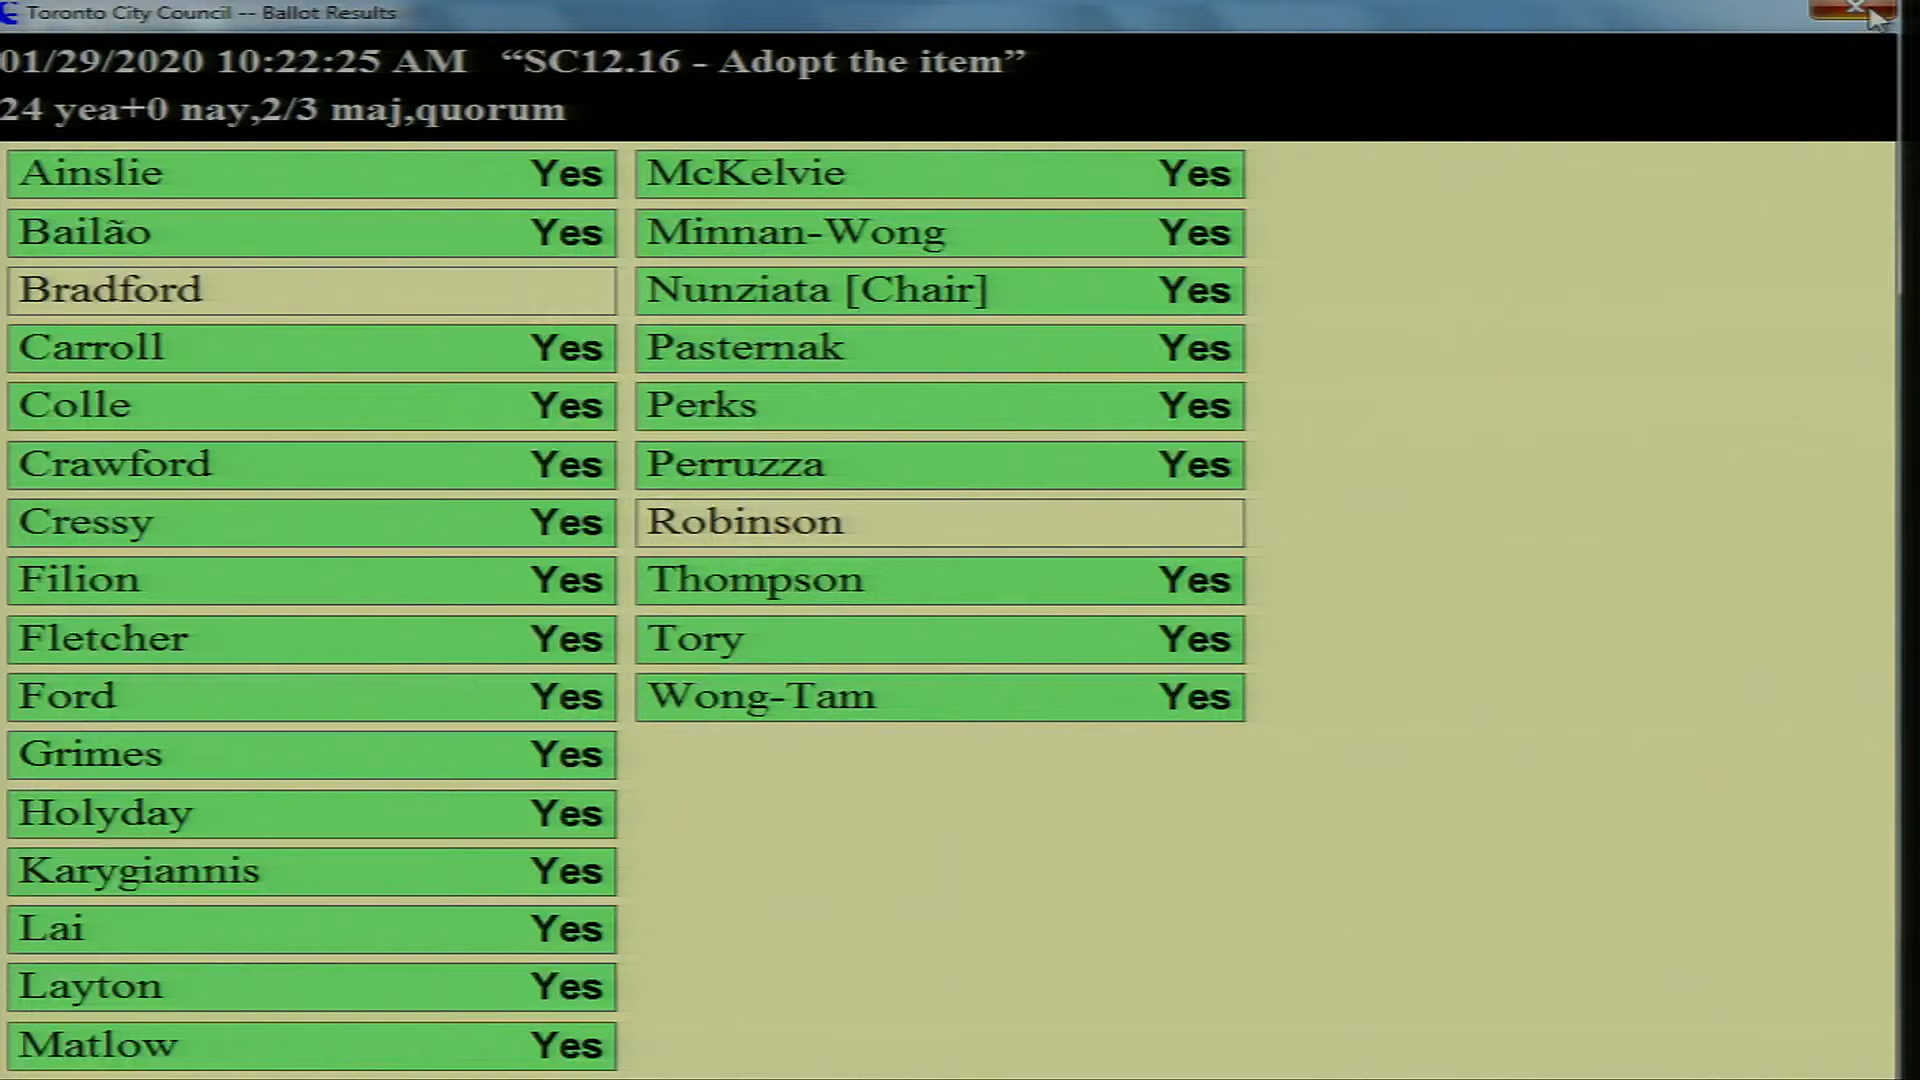 Toronto City Council -- Ballot Results
01/29/2020 10:22:25 AM “SC12.16 - Adopt the item”
24 yea+0 nay,2/3 maj,quorum
Ainslie Yes
Bailão Yes
Bradford
Carroll Yes
Colle Yes
Crawford Yes
Cressy Yes
Filion Yes
Fletcher Yes
Ford Yes
Grimes Yes
Holyday Yes
Karygiannis Yes
Lai Yes
Layton Yes
Matlow Yes
McKelvie Yes
Minnan-Wong Yes
Nunziata [Chair] Yes
Pasternak Yes
Perks Yes
Perruzza Yes
Robinson
Thompson Yes
Tory Yes
Wong-Tam Yes